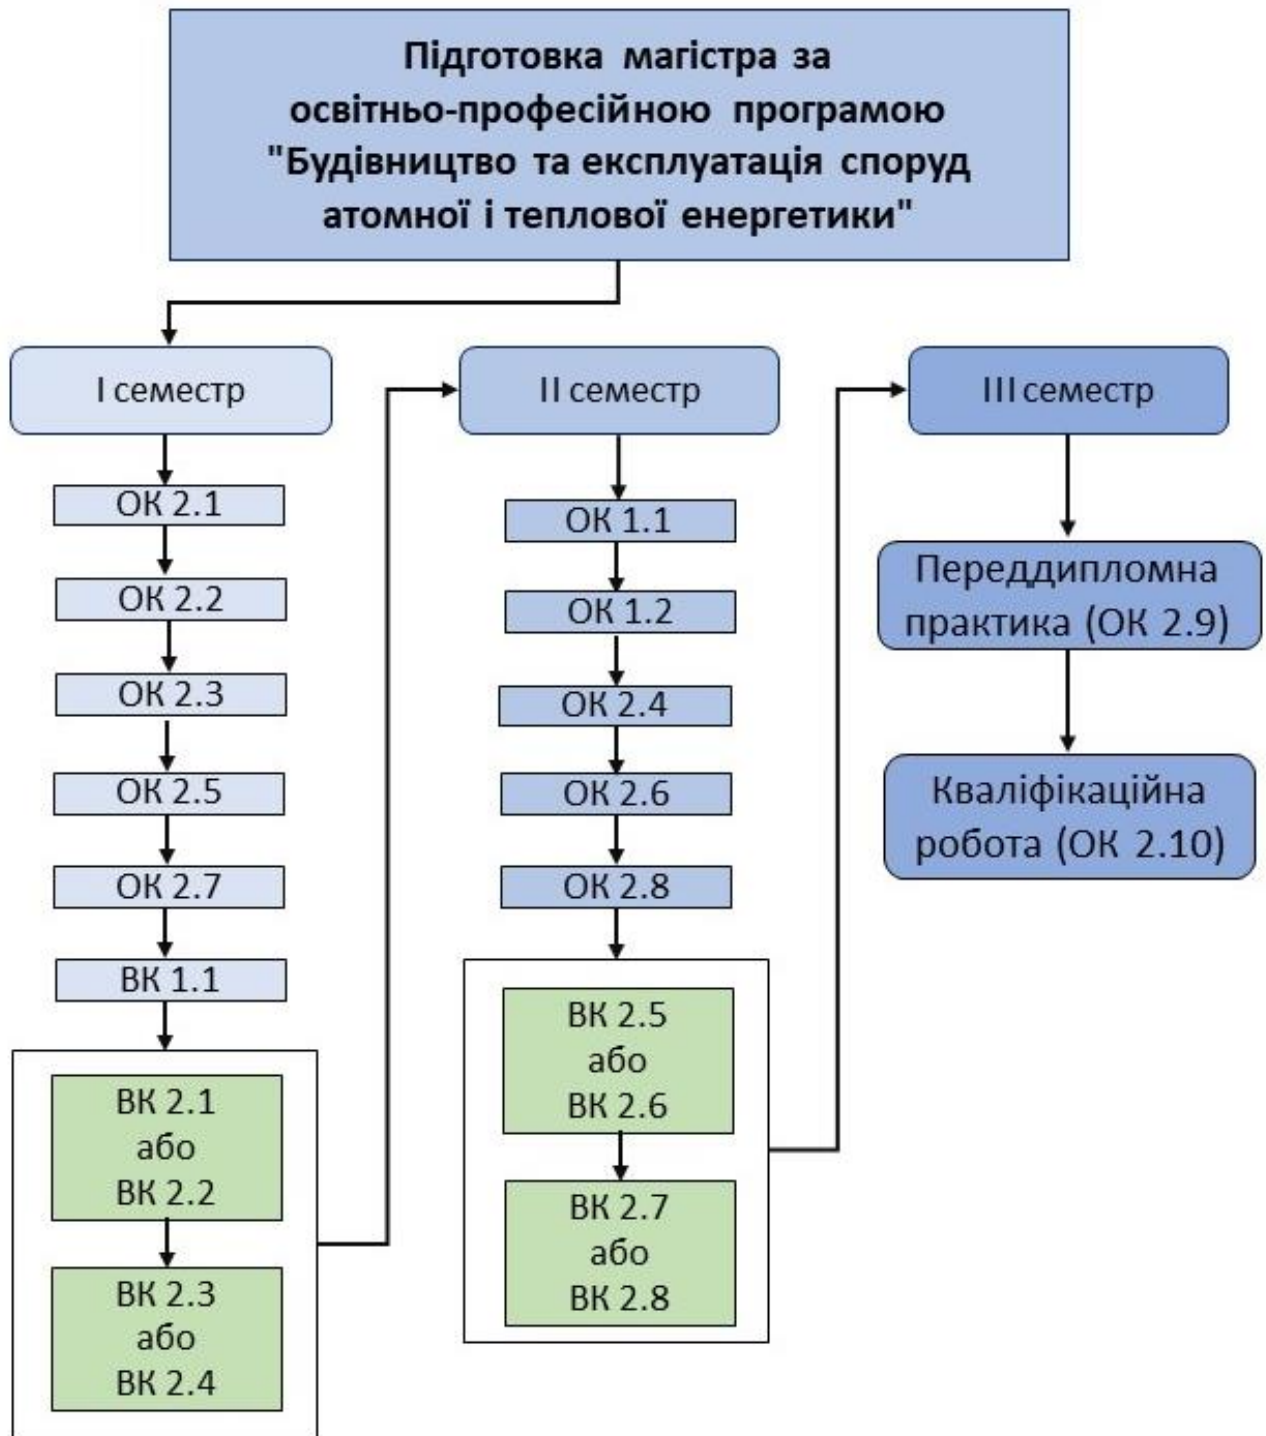 Підготовка магістра за
освітньо-професійною програмою
"Будівництво та експлуатація споруд
атомної і теплової енергетики"
І семестр
ОК 2.1
ОК 2.2
ОК 2.3
ОК 2.5
ОК 2.7
ВК 1.1
ВК 2.1
або
ВК 2.2
ВК 2.3
або
ВК 2.4
ІІ семестр
ОК 1.1
ОК 1.2
ОК 2.4
ОК 2.6
ОК 2.8
ВК 2.5
або
ВК 2.6
ВК 2.7
або
ВК 2.8
ІІІ семестр
Переддипломна
практика (ОК 2.9)
Кваліфікаційна
робота (ОК 2.10)